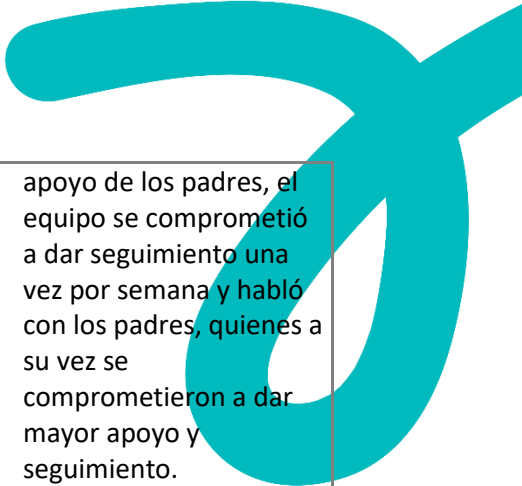 apoyo de los padres, el
equipo se comprometió
a dar seguimiento una
vez por semana y habló
con los padres, quienes a
su vez se
comprometieron a dar
mayor apoyo y
seguimiento.